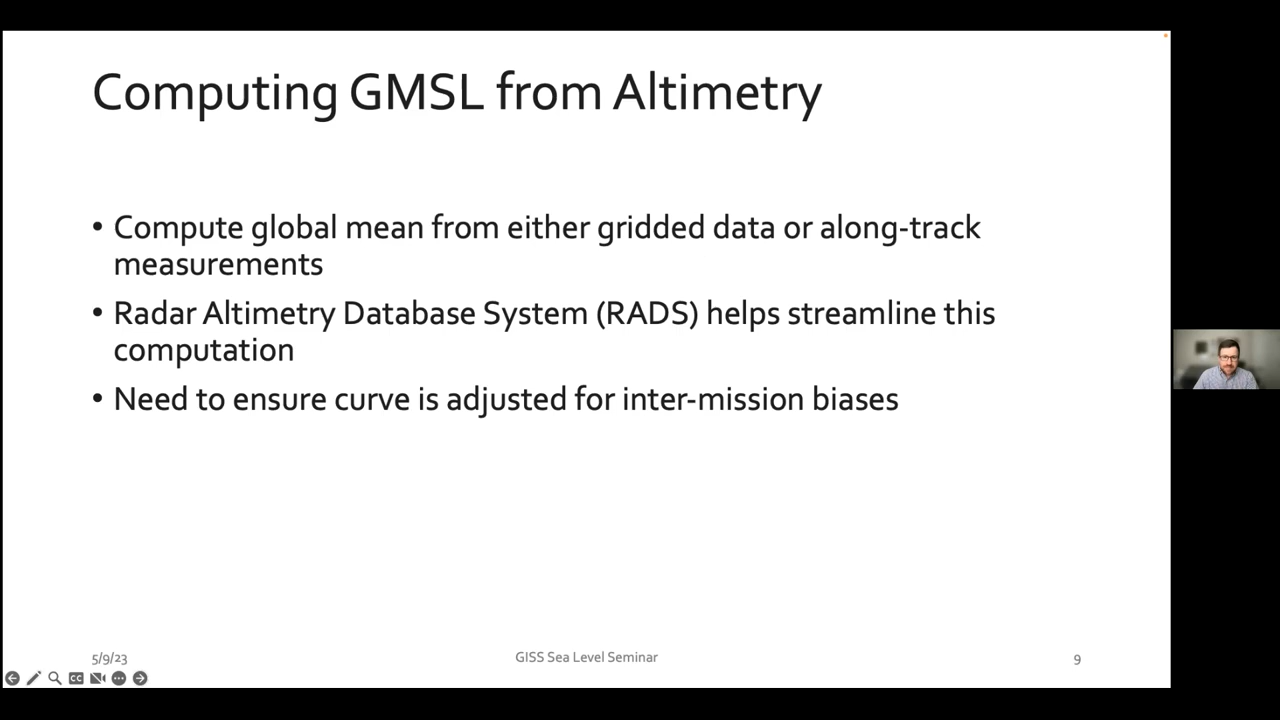 Computing GMSL from Altimetry
• Compute global mean from either gridded data or along-track
measurements
• Radar Altimetry Database System (RADS) helps streamline this
computation
• Need to ensure curve is adjusted for inter-mission biases
5/9/23
GISS Sea Level Seminar
9
CC